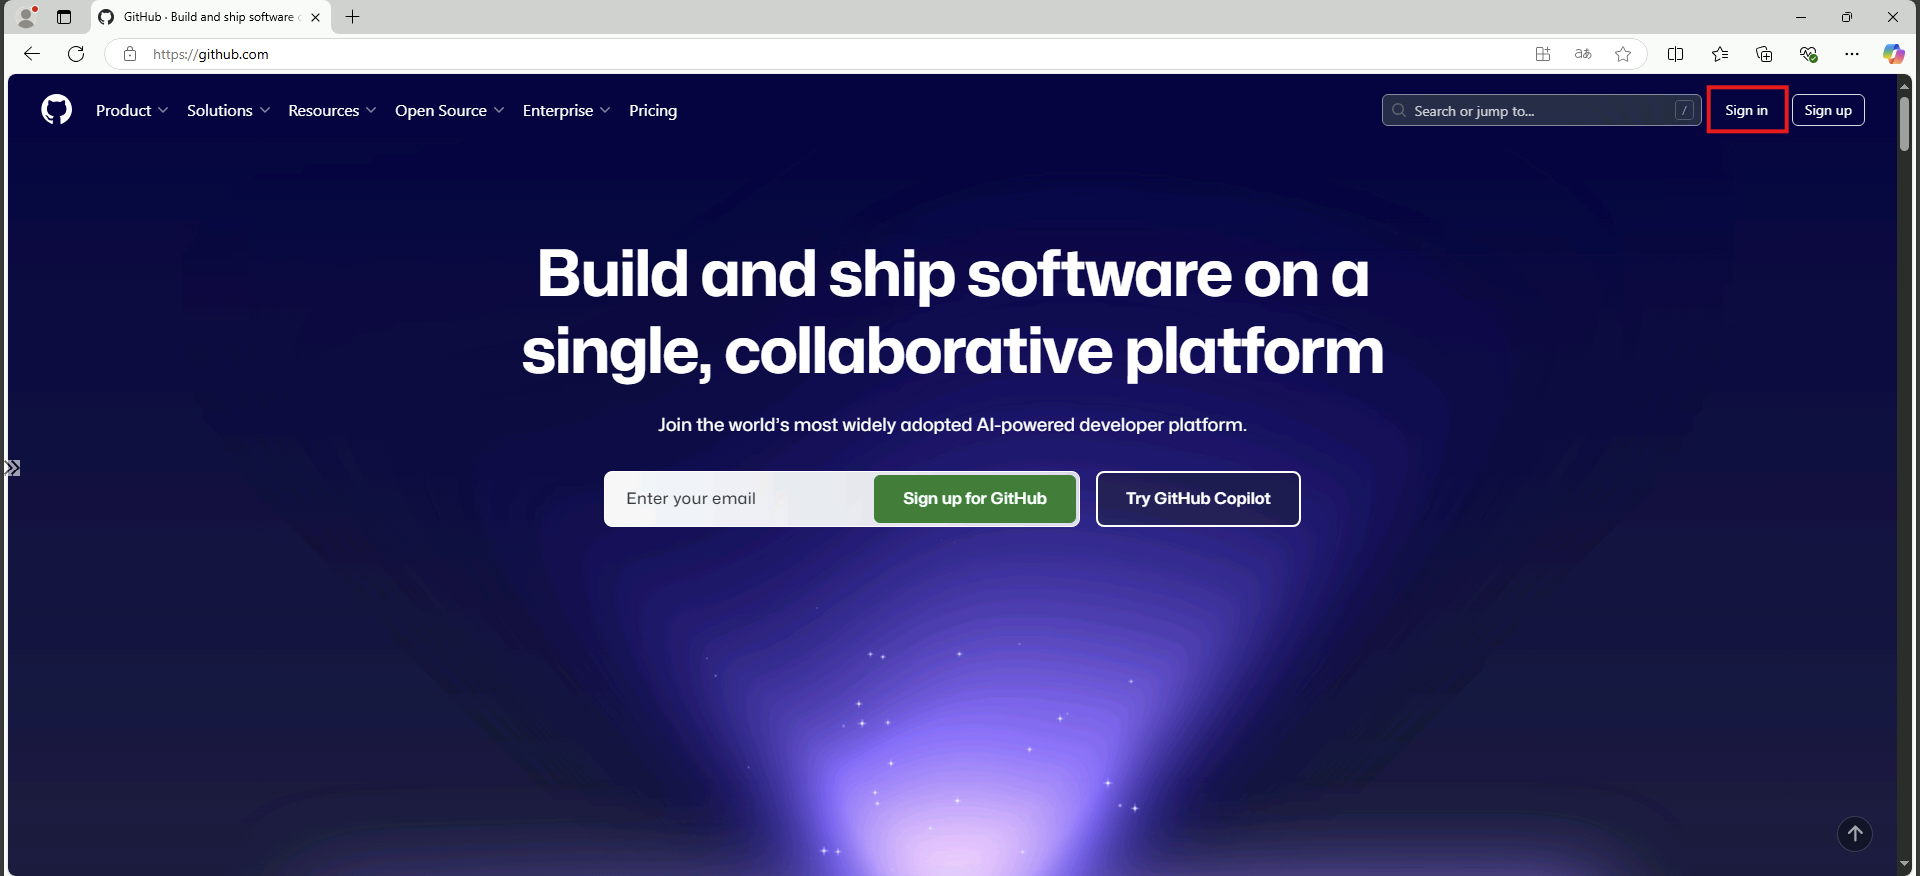 GitHub · Build and ship software
https://github.com
aあ
Product Solutions Resources Open Source Enterprise Pricing
Search or jump to... /
Sign in
Sign up
Build and ship software on a
single, collaborative platform
Join the world’s most widely adopted AI-powered developer platform.
Enter your email
Sign up for GitHub
Try GitHub Copilot